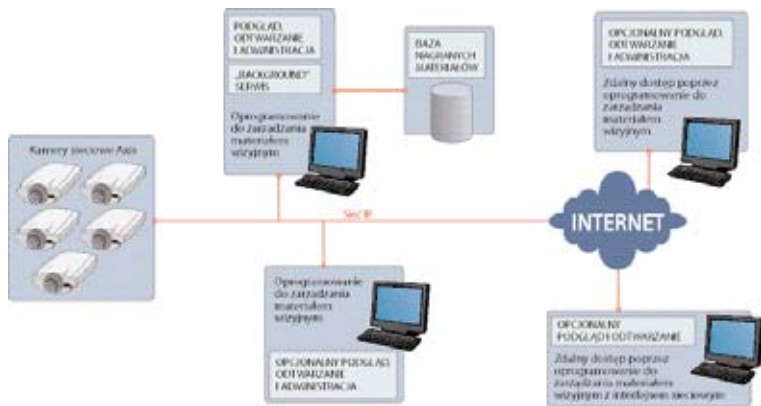 PODGLĄD,
ODTWARZANIE
I ADMINISTRACJA
„BACKGROUND”
SERWIS
Oprogramowanie
do zarządzania
materiałem
wizyjnym
BAZA
NAGRANYCH
MATERIAŁÓW
OPCJONALNY PODGLĄD,
ODTWARZANIE
I ADMINISTRACJA
Zdalny dostęp poprzez
oprogramowanie do
zarządzania
materiałem
wizyjnym
Kamery sieciowe Axis
Sieć IP
INTERNET
Oprogramowanie
do zarządzania
materiałem
wizyjnym
OPCJONALNY PODGLĄD,
ODTWARZANIE
I ADMINISTRACJA
OPCJONALNY
PODGLĄD I ODTWARZANIE
Zdalny dostęp poprzez
oprogramowanie do
zarządzania materiałem
wizyjnym z interfejsem sieciowym